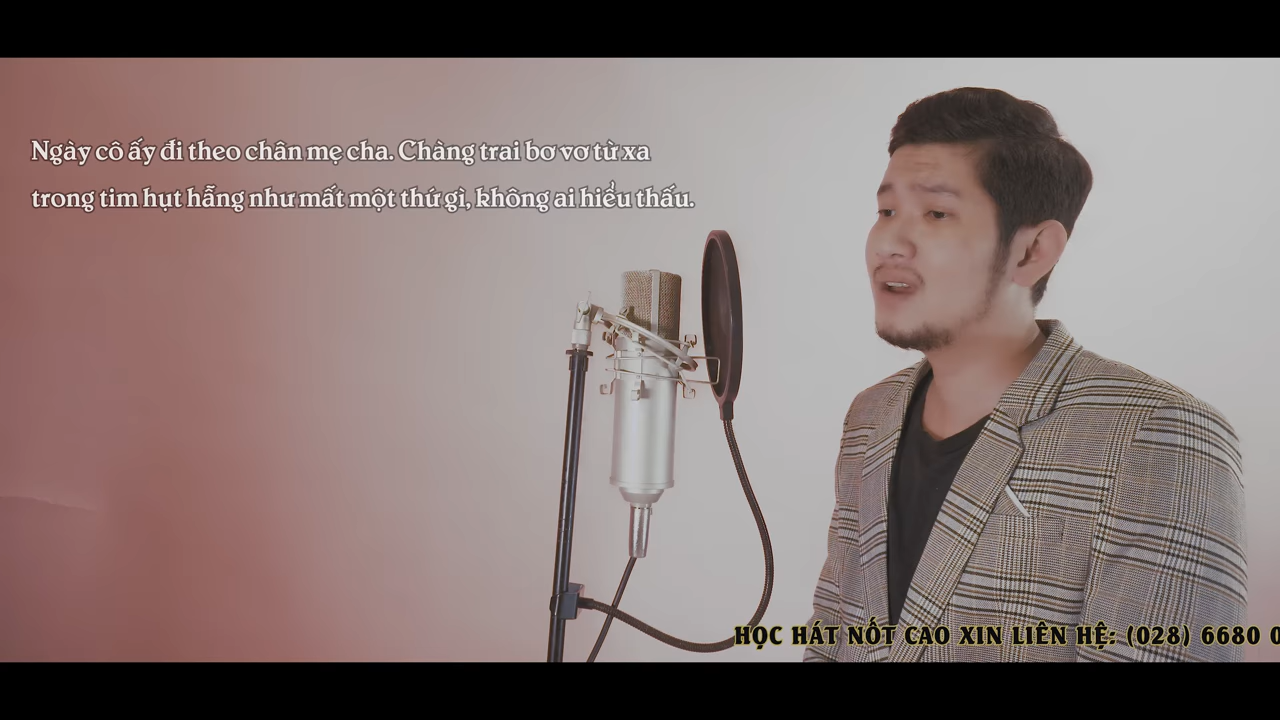 Ngày cô ấy đi theo chân mẹ cha. Chàng trai bơ vơ từ xa
trong tim hụt hẫng như mất một thứ gì, không ai hiểu thấu.
HỌC HÁT NỐT CAO XIN LIÊN HỆ: (028) 6680 0